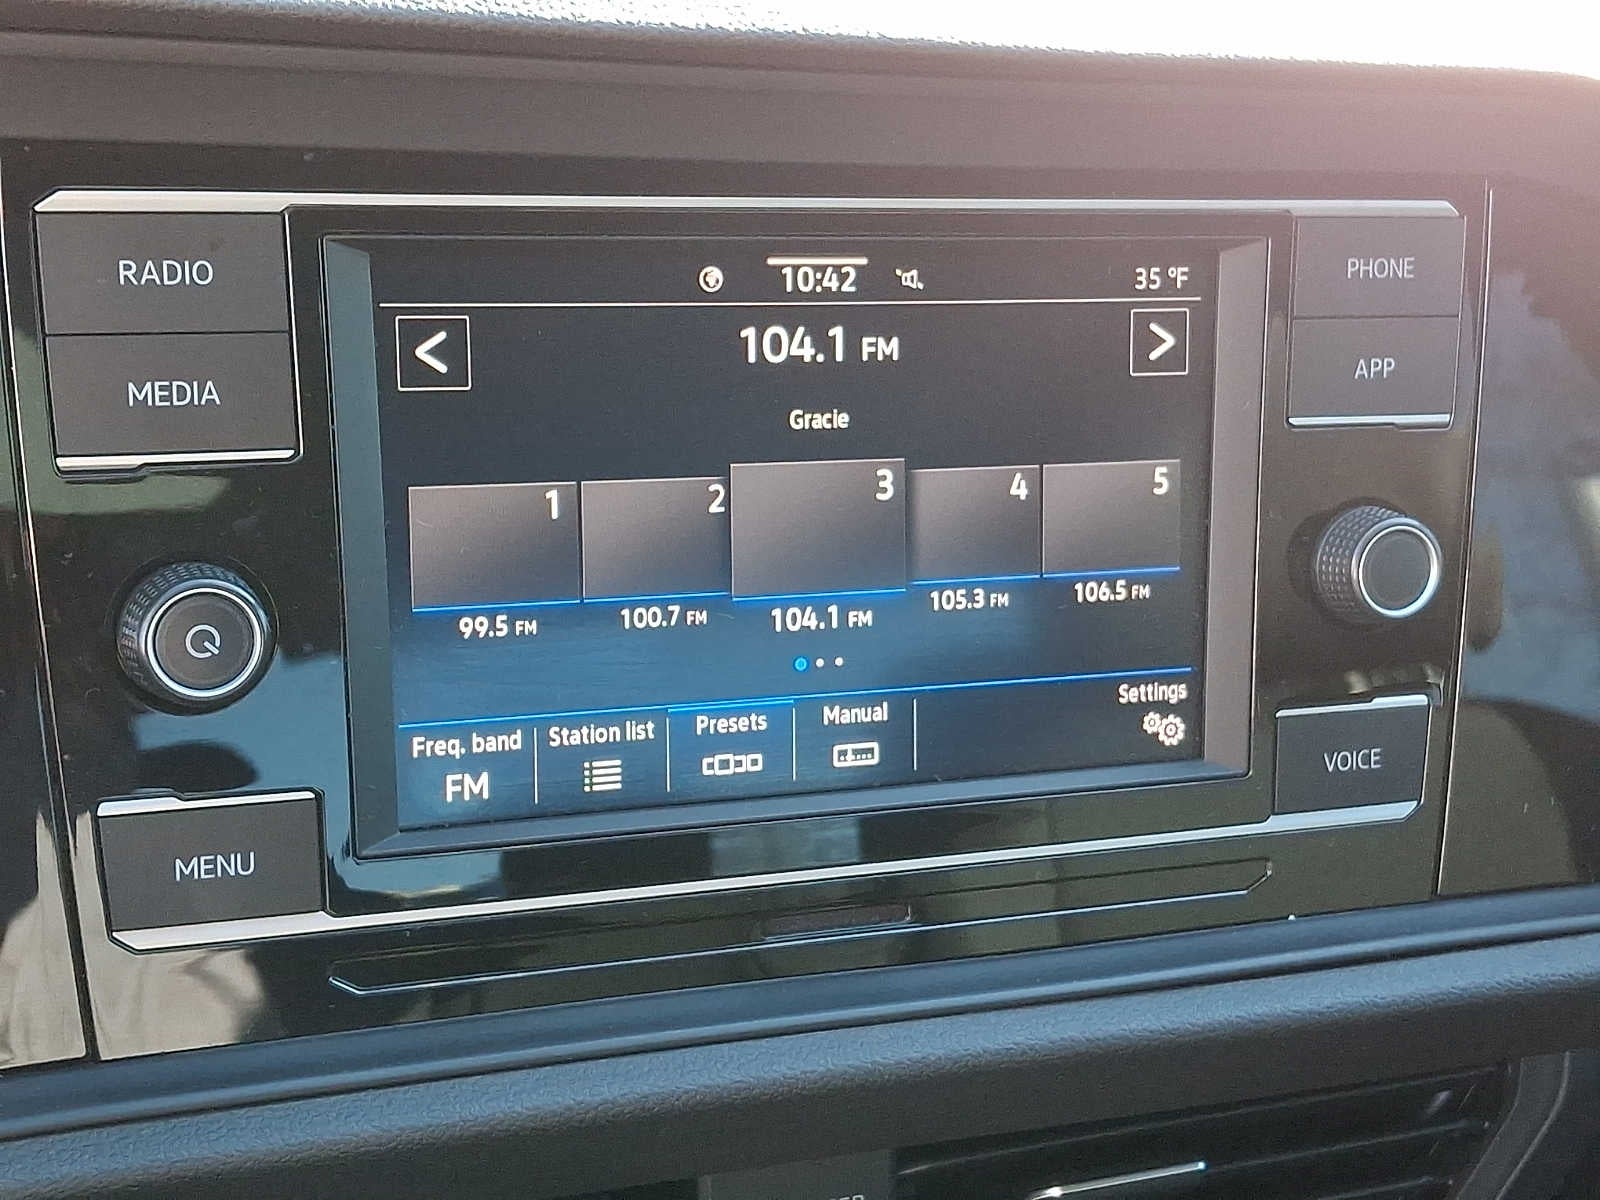 RADIO
MEDIA
MENU
10:42
35 °F
<
104.1 FM
>
Gracie
1
2
3
4
5
99.5 FM
100.7 FM
104.1 FM
105.3 FM
106.5 FM
Freq. band
FM
Station list
Presets
Manual
Settings
PHONE
APP
VOICE